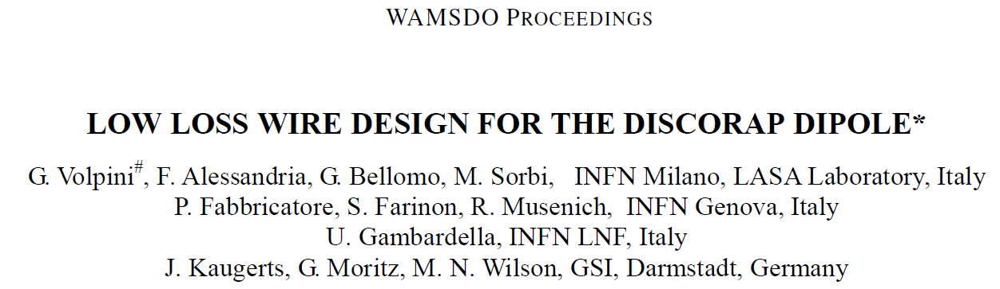 WAMSDO PROCEEDINGS
LOW LOSS WIRE DESIGN FOR THE DISCORAP DIPOLE*
G. Volpini#, F. Alessandria, G. Bellomo, M. Sorbi, INFN Milano, LASA Laboratory, Italy
P. Fabbricatore, S. Farinon, R. Musenich, INFN Genova, Italy
U. Gambardella, INFN LNF, Italy
J. Kaugerts, G. Moritz, M. N. Wilson, GSI, Darmstadt, Germany